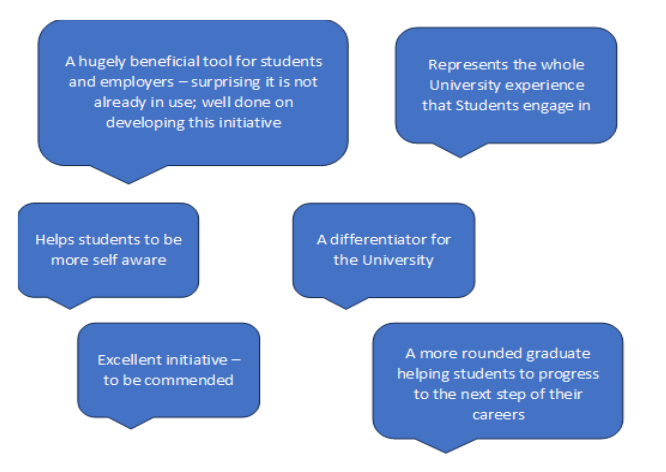 A hugely beneficial tool for students
and employers – surprising it is not
already in use; well done on
developing this initiative
Represents the whole
University experience
that Students engage in
Helps students to be
more self aware
A differentiator for
the University
Excellent initiative –
to be commended
A more rounded graduate
helping students to progress
to the next step of their
careers